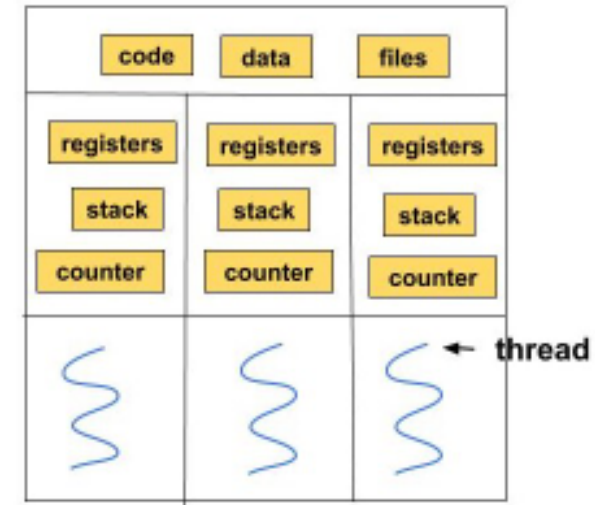 code data files
registers registers registers
stack stack stack
counter counter counter
thread